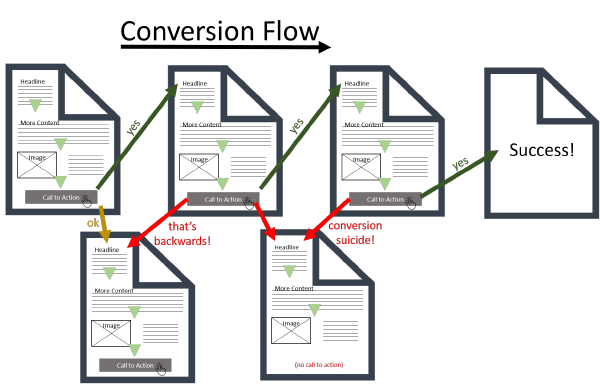 Conversion Flow
Headline
More Content
Image
Call to Action
yes
Headline
More Content
Image
Call to Action
yes
Headline
More Content
Image
Call to Action
yes
Success!
ok
that's
backwards!
conversion
suicide!
Headline
More Content
Image
Call to Action
Headline
More Content
Image
(no call to action)